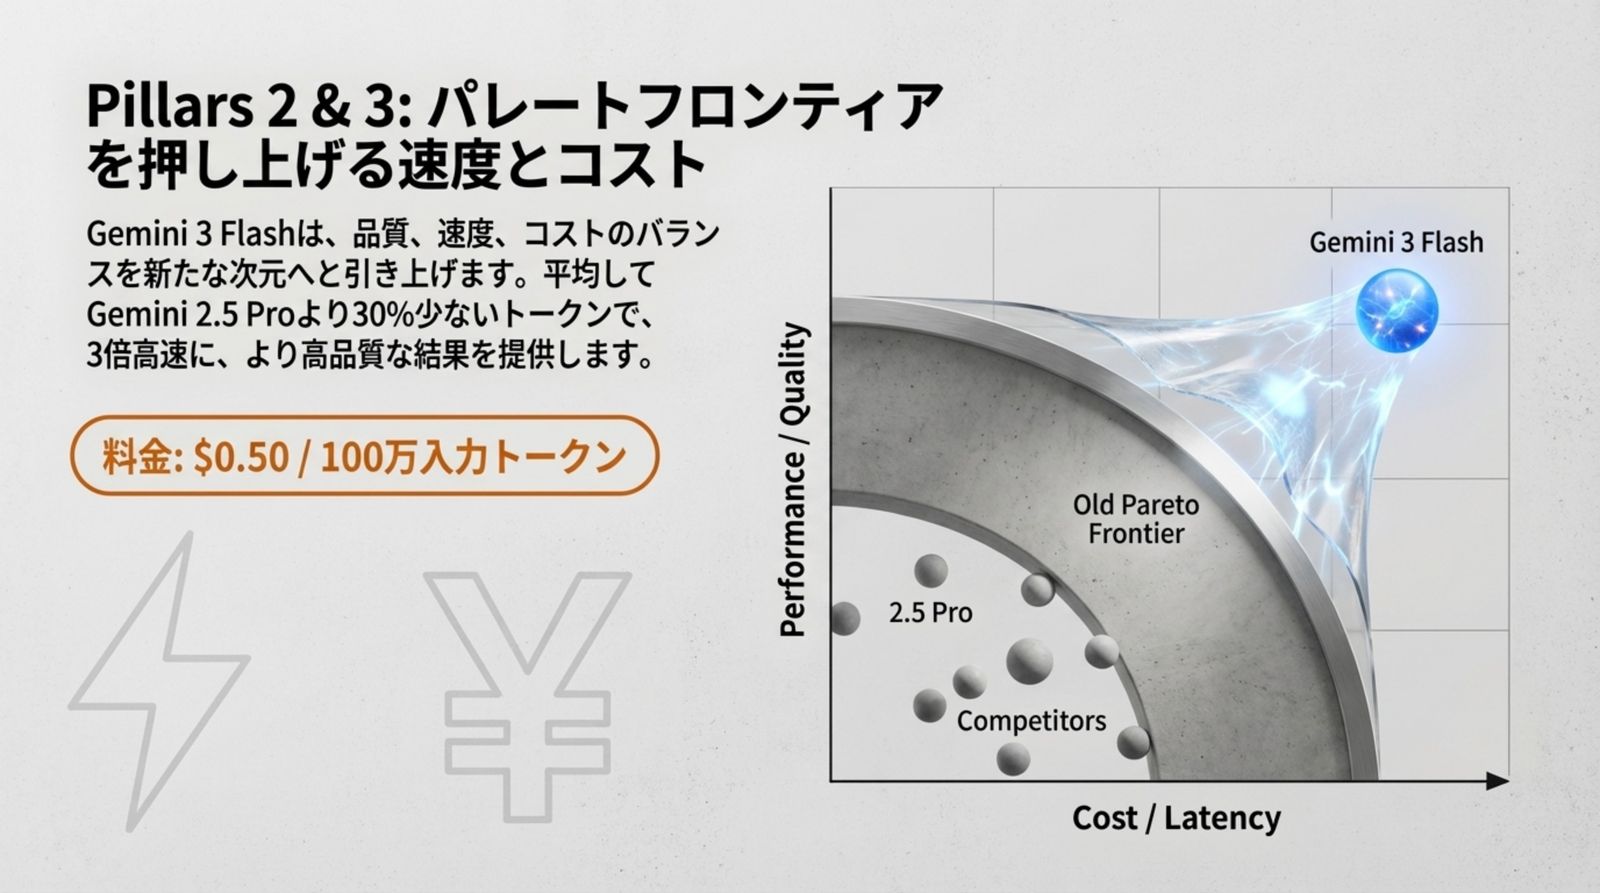 Pillars 2 & 3: パレートフロンティア
を押し上げる速度とコスト
Gemini 3 Flashは、品質、速度、コストのバラン
スを新たな次元へと引き上げます。平均して
Gemini 2.5 Proより30%少ないトークンで、
3倍高速に、より高品質な結果を提供します。
料金: $0.50 / 100万入力トークン
¥
Performance / Quality
Gemini 3 Flash
Old Pareto
Frontier
2.5 Pro
Competitors
Cost / Latency